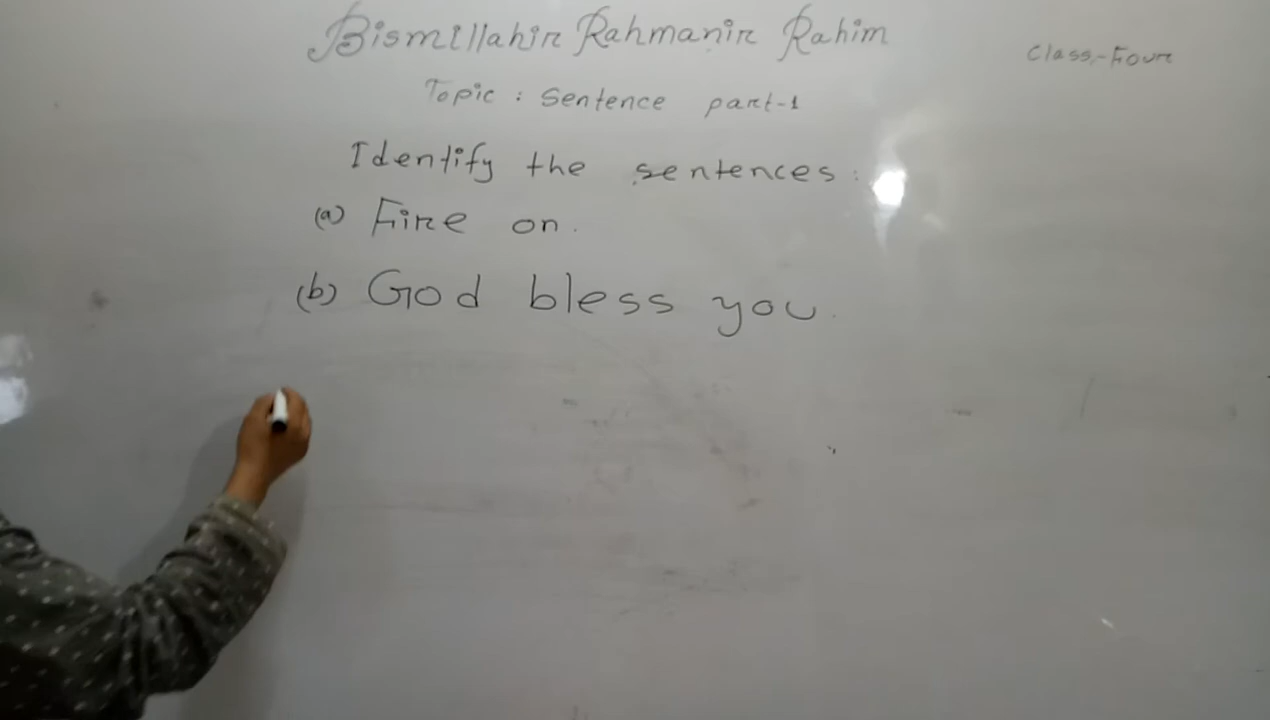 Bismillahir Rahmanir Rahim
Class-Four
Topic : Sentence part-1
Identify the sentences:
(a) Fire on.
(b) God bless you.